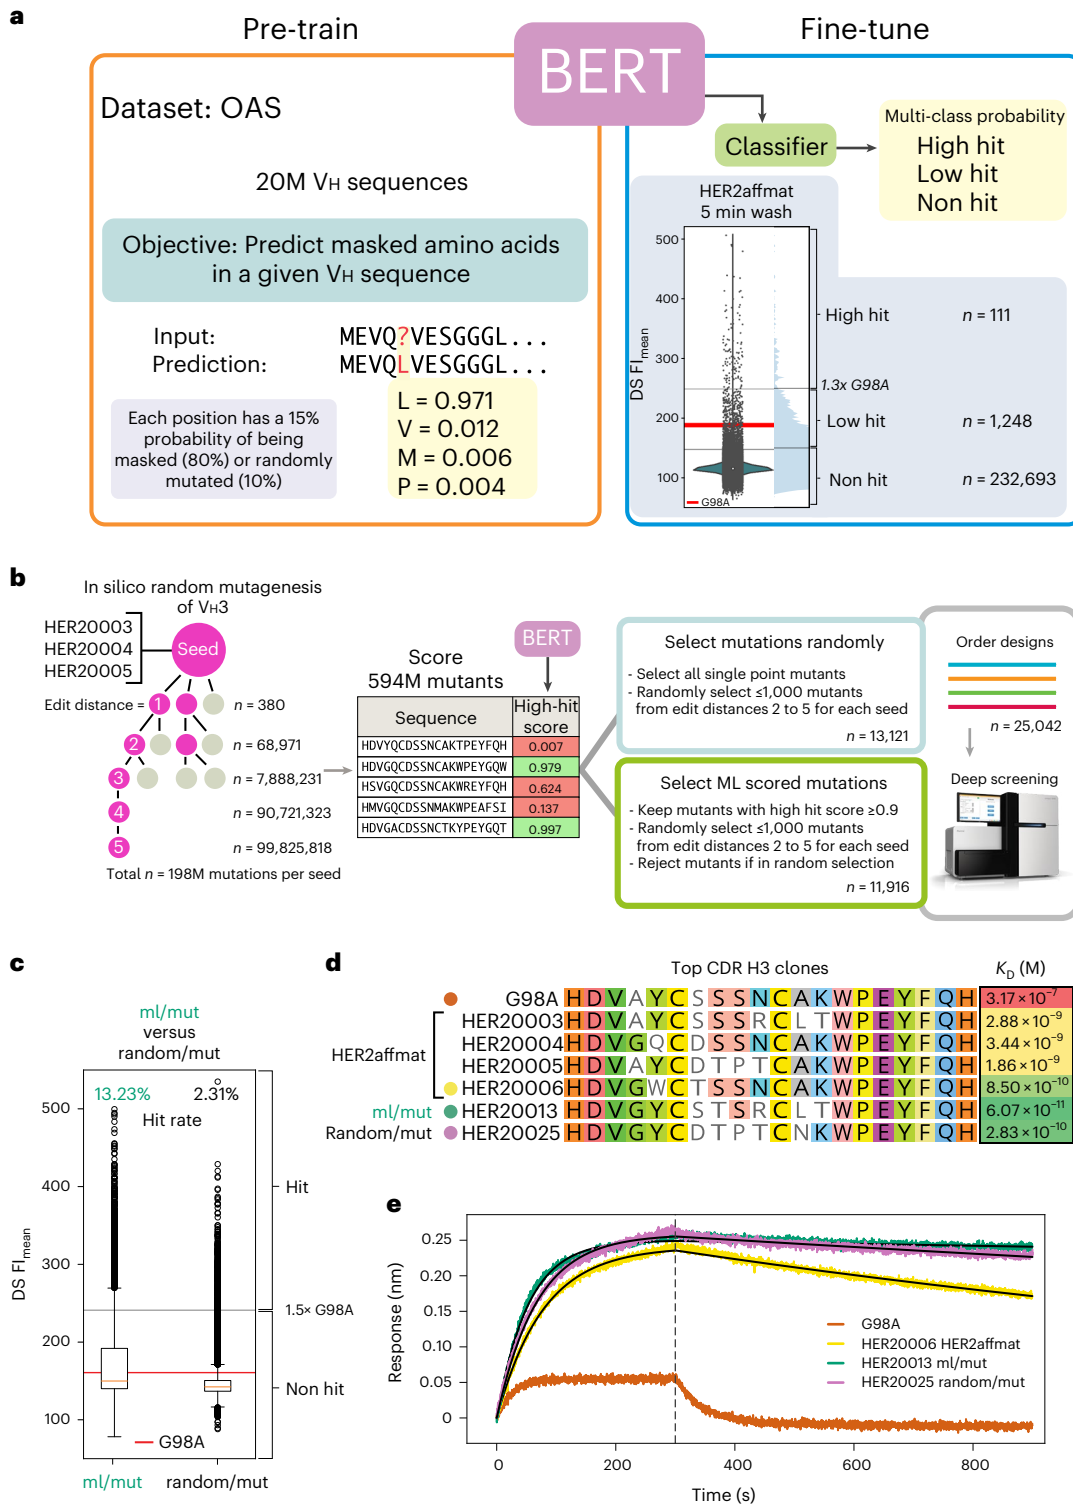 a
Pre-train
Fine-tune
BERT
Dataset: OAS
20M VH sequences
Objective: Predict masked amino acids
in a given VH sequence
Input:
MEVQ?VESGGGL...
Prediction:
MEVQLVESGGGL...
Each position has a 15%
probability of being
masked (80%) or randomly
mutated (10%)
L = 0.971
V = 0.012
M = 0.006
P = 0.004
Classifier
Multi-class probability
High hit
Low hit
Non hit
HER2affmat
5 min wash
DS FImean
500
400
300
200
100
G98A
High hit
n = 111
1.3x G98A
Low hit
n = 1,248
Non hit
n = 232,693
b
In silico random mutagenesis
of VH3
HER20003
HER20004
HER20005
Seed
Edit distance = 1
n = 380
2
n = 68,971
3
n = 7,888,231
4
n = 90,721,323
5
n = 99,825,818
Total n = 198M mutations per seed
BERT
Score
594M mutants
Sequence
High-hit
score
HDVYQCDSSNCAKTPEYFQH 0.007
HDVGQCDSSNCAKWPEYGQW 0.979
HSVGQCDSSNCAKWREYFQH 0.624
HMVGQCDSSNMAKWPEAFSI 0.137
HDVGACDSSNCTKYPEYGQT 0.997
Select mutations randomly
- Select all single point mutants
- Randomly select ≤1,000 mutants
from edit distances 2 to 5 for each seed
n = 13,121
Select ML scored mutations
- Keep mutants with high hit score ≥0.9
- Randomly select ≤1,000 mutants
from edit distances 2 to 5 for each seed
- Reject mutants if in random selection
n = 11,916
Order designs
n = 25,042
Deep screening
c
ml/mut
versus
random/mut
13.23%
2.31%
Hit rate
DS FImean
500
400
300
200
100
Hit
1.5× G98A
Non hit
G98A
ml/mut
random/mut
d
Top CDR H3 clones
KD (M)
G98A HDVAYCSSSNCAKWPEYFQH 3.17 × 10−7
HER20003 HDVAYCSSSRCLTWPEYFQH 2.88 × 10−9
HER2affmat
HER20004 HDVGQCDSSNCAKWPEYFQH 3.44 × 10−9
HER20005 HDVAYCDTPTCAKWPEYFQH 1.86 × 10−9
HER20006 HDVGWCTSSNCAKWPEYFQH 8.50 × 10−10
ml/mut HER20013 HDVGYCSTSRCLTWPEYFQH 6.07 × 10−11
Random/mut HER20025 HDVGYCDTPTCNKWPEYFQH 2.83 × 10−10
e
Response (nm)
0.25
0.20
0.15
0.10
0.05
0
G98A
HER20006 HER2affmat
HER20013 ml/mut
HER20025 random/mut
0
200
400
600
800
Time (s)